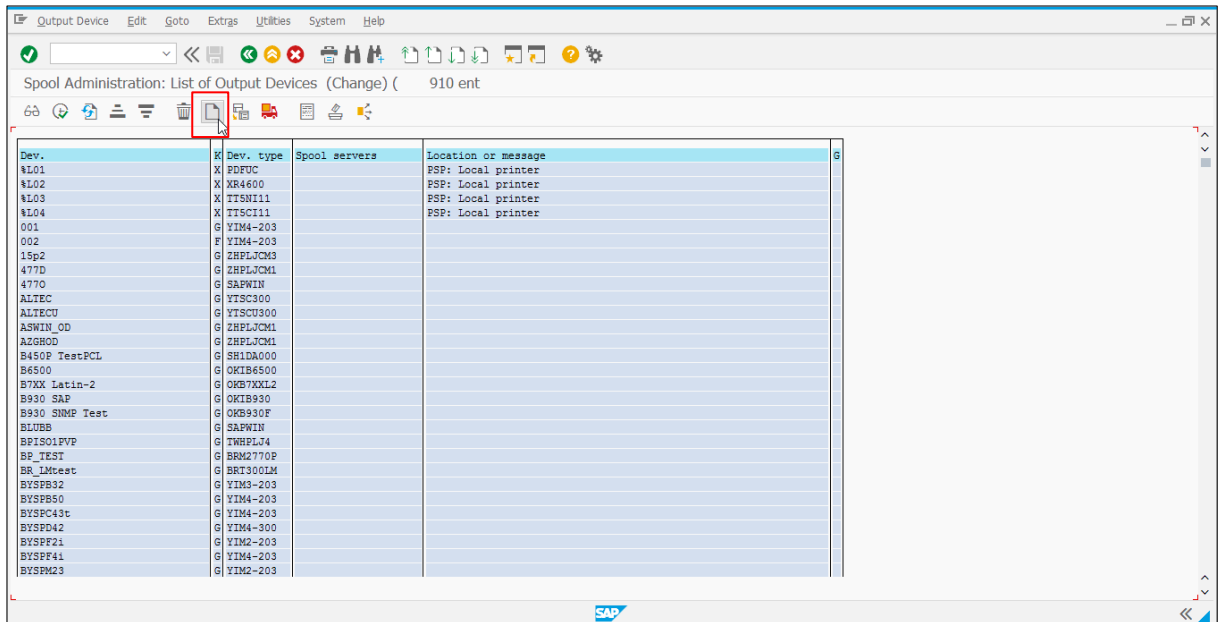 Output Device Edit Goto Extras Utilities System Help
Spool Administration: List of Output Devices (Change) ( 910 ent
Dev. K Dev. type Spool servers Location or message G
%L01 X PDFUC PSP: Local printer
%L02 X XR4600 PSP: Local printer
%L03 X TT5NI11 PSP: Local printer
%L04 X TT5CI11 PSP: Local printer
001 G YIM4-203
002 F YIM4-203
15p2 G ZHPLJCM3
477D G ZHPLJCM1
4770 G SAPWIN
ALTEC G YTSC300
ALTECU G YTSCU300
ASWIN_OD G ZHPLJCM1
AZGHOD G ZHPLJCM1
B450P TestPCL G SH1DA000
B6500 G OKIB6500
B7XX Latin-2 G OKB7XXL2
B930 SAP G OKIB930
B930 SNMP Test G OKB930F
BLUBB G SAPWIN
BPISO1PVP G TWHPLJ4
BP_TEST G BRM2770P
BR_LMtest G BRT300LM
BYSPB32 G YIM3-203
BYSPB50 G YIM4-203
BYSPC43t G YIM4-203
BYSPD42 G YIM4-300
BYSPF2i G YIM2-203
BYSPF4i G YIM4-203
BYSPM23 G YIM2-203
SAP